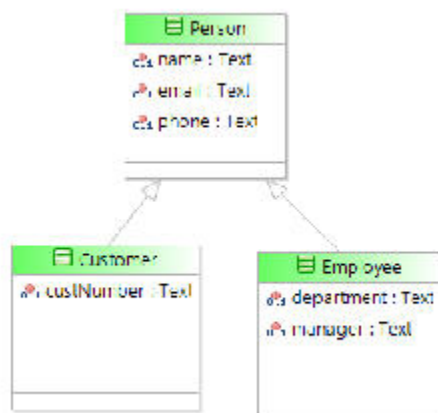 Person
name : Text
email : Text
phone : Text
Customer
custNumber : Text
Employee
department : Text
manager : Text